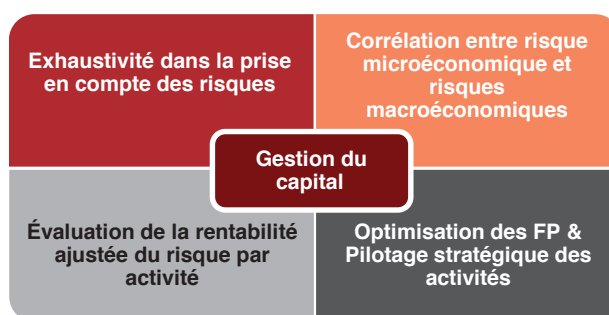 Exhaustivité dans la prise
en compte des risques
Corrélation entre risque
microéconomique et
risques
macroéconomiques
Gestion du
capital
Évaluation de la rentabilité
ajustée du risque par
activité
Optimisation des FP &
Pilotage stratégique des
activités